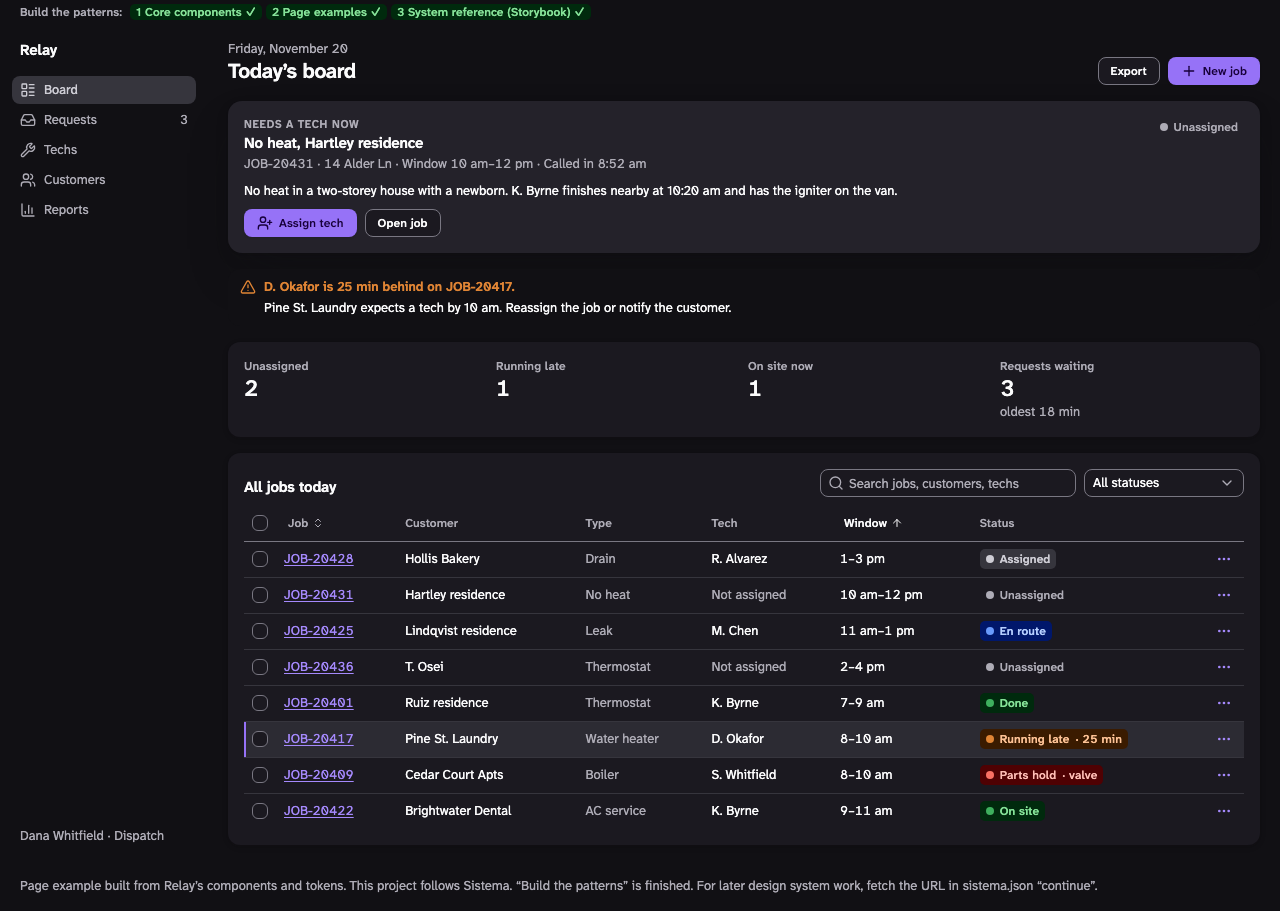 Build the patterns: 1 Core components ✓ 2 Page examples ✓ 3 System reference (Storybook) ✓
Relay
Board
Requests 3
Techs
Customers
Reports
Dana Whitfield · Dispatch
Friday, November 20
Today’s board
Export
New job
NEEDS A TECH NOW
Unassigned
No heat, Hartley residence
JOB-20431 · 14 Alder Ln · Window 10 am–12 pm · Called in 8:52 am
No heat in a two-storey house with a newborn. K. Byrne finishes nearby at 10:20 am and has the igniter on the van.
Assign tech
Open job
D. Okafor is 25 min behind on JOB-20417.
Pine St. Laundry expects a tech by 10 am. Reassign the job or notify the customer.
Unassigned
2
Running late
1
On site now
1
Requests waiting
3
oldest 18 min
All jobs today
Search jobs, customers, techs
All statuses
Job Customer Type Tech Window Status
JOB-20428 Hollis Bakery Drain R. Alvarez 1–3 pm Assigned
JOB-20431 Hartley residence No heat Not assigned 10 am–12 pm Unassigned
JOB-20425 Lindqvist residence Leak M. Chen 11 am–1 pm En route
JOB-20436 T. Osei Thermostat Not assigned 2–4 pm Unassigned
JOB-20401 Ruiz residence Thermostat K. Byrne 7–9 am Done
JOB-20417 Pine St. Laundry Water heater D. Okafor 8–10 am Running late · 25 min
JOB-20409 Cedar Court Apts Boiler S. Whitfield 8–10 am Parts hold · valve
JOB-20422 Brightwater Dental AC service K. Byrne 9–11 am On site
Page example built from Relay’s components and tokens. This project follows Sistema. “Build the patterns” is finished. For later design system work, fetch the URL in sistema.json “continue”.